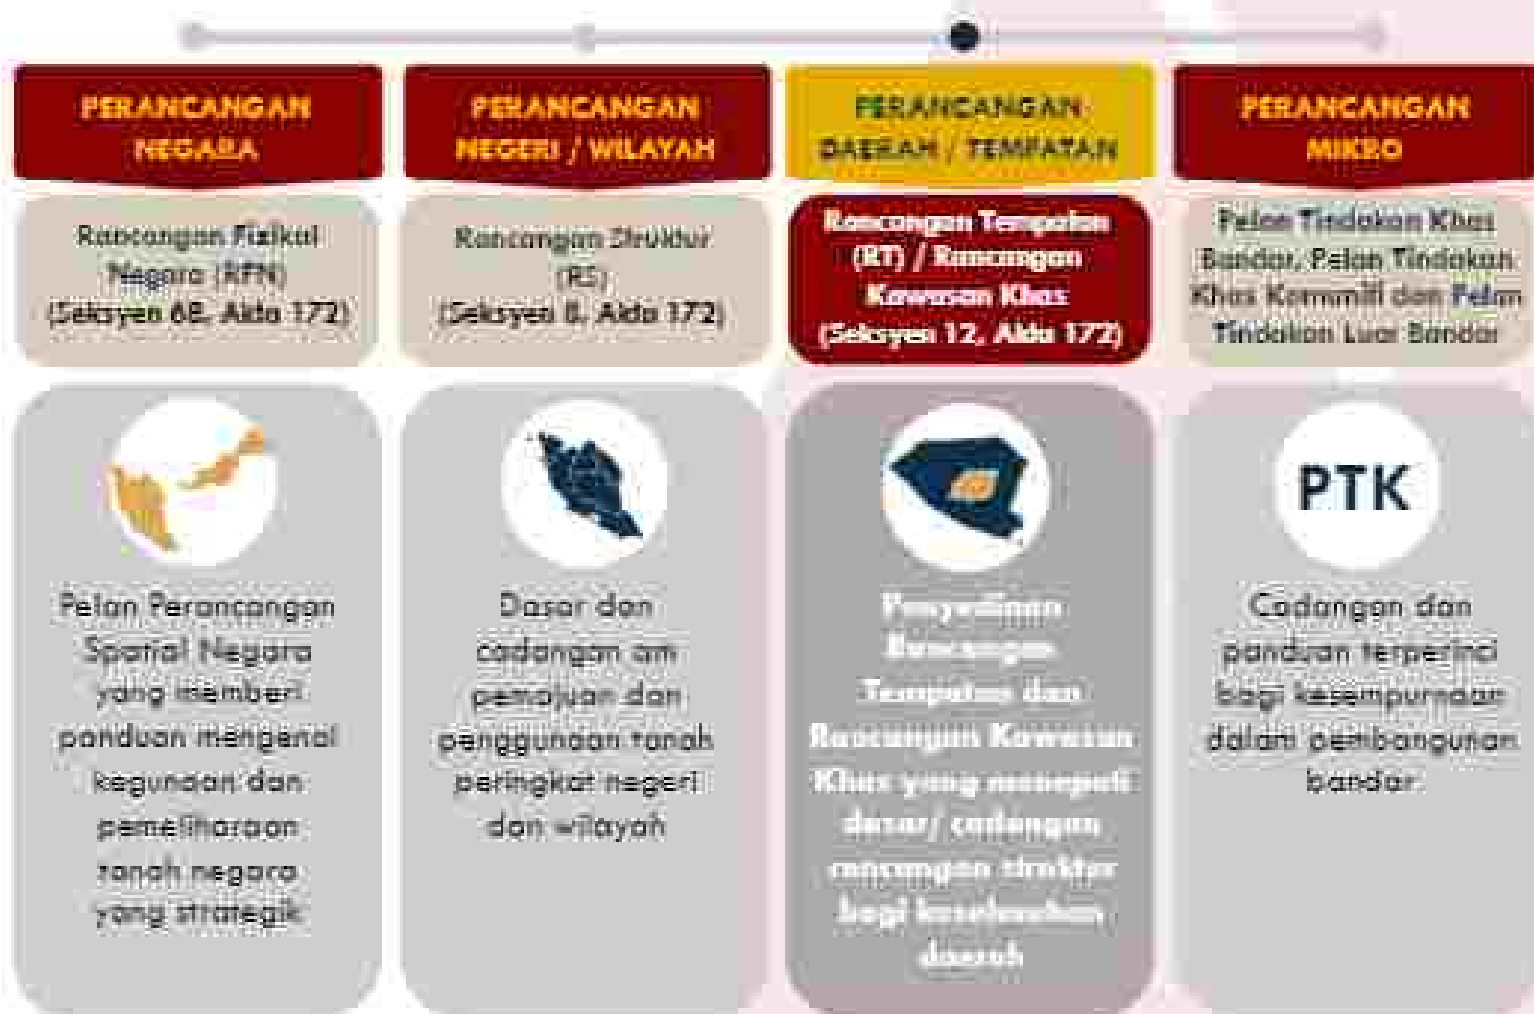 PERANCANGAN
NEGARA
Rancangan Fizikal
Negara (RFN)
(Seksyen 6B, Akta 172)
Pelan Perancangan
Spatial Negara
yang memberi
panduan mengenai
kegunaan dan
pemeliharaan
tanah negara
yang strategik
PERANCANGAN
NEGERI / WILAYAH
Rancangan Struktur
(RS)
(Seksyen 8, Akta 172)
Dasar dan
cadangan am
pemajuan dan
penggunaan tanah
peringkat negeri
dan wilayah
PERANCANGAN
DAERAH / TEMPATAN
Rancangan Tempatan
(RT) / Rancangan
Kawasan Khas
(Seksyen 12, Akta 172)
Penyediaan
Rancangan
Tempatan dan
Rancangan Kawasan
Khas yang menepati
dasar/ cadangan
rancangan struktur
bagi keseluruhan
daerah
PERANCANGAN
MIKRO
Pelan Tindakan Khas
Bandar, Pelan Tindakan
Khas Komuniti dan Pelan
Tindakan Luar Bandar
PTK
Cadangan dan
panduan terperinci
bagi kesempurnaan
dalam pembangunan
bandar.